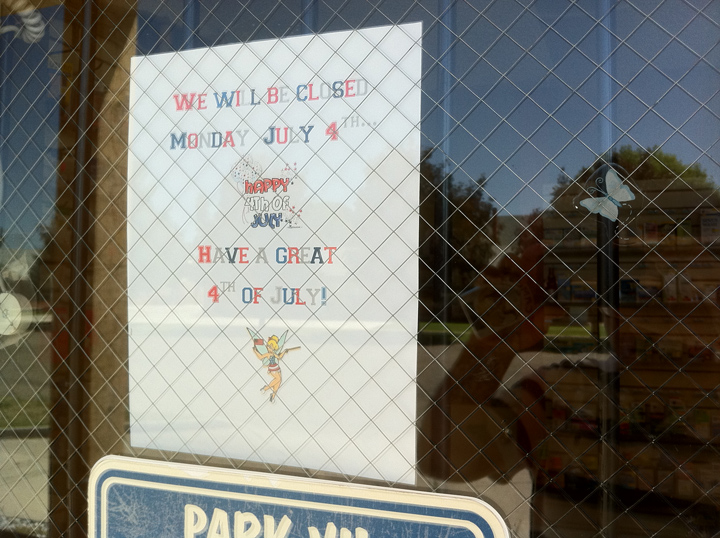 WE WILL BE CLOSED
MONDAY JULY 4TH...
HAPPY
4TH OF
JULY
HAVE A GREAT
4TH OF JULY!
PARK